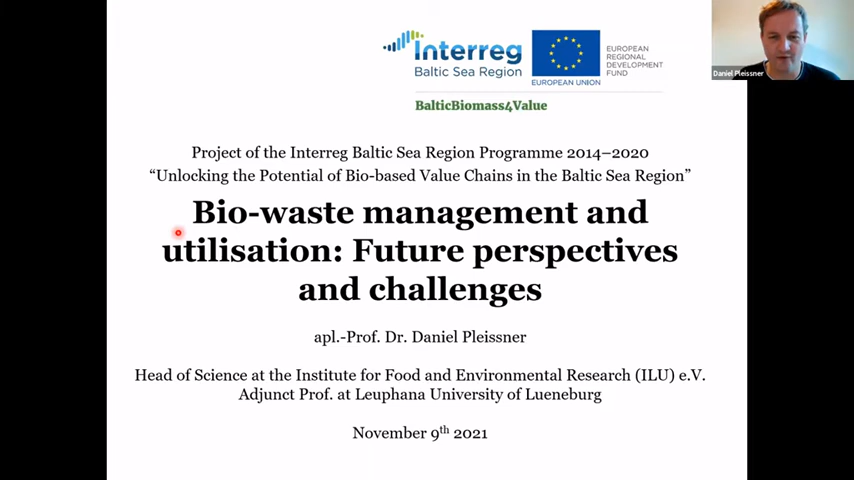 Interreg
Baltic Sea Region
EUROPEAN UNION
EUROPEAN
REGIONAL
DEVELOPMENT
FUND
BalticBiomass4Value
Daniel Pleissner
Project of the Interreg Baltic Sea Region Programme 2014–2020
“Unlocking the Potential of Bio-based Value Chains in the Baltic Sea Region”
Bio-waste management and
utilisation: Future perspectives
and challenges
apl.-Prof. Dr. Daniel Pleissner
Head of Science at the Institute for Food and Environmental Research (ILU) e.V.
Adjunct Prof. at Leuphana University of Lueneburg
November 9th 2021